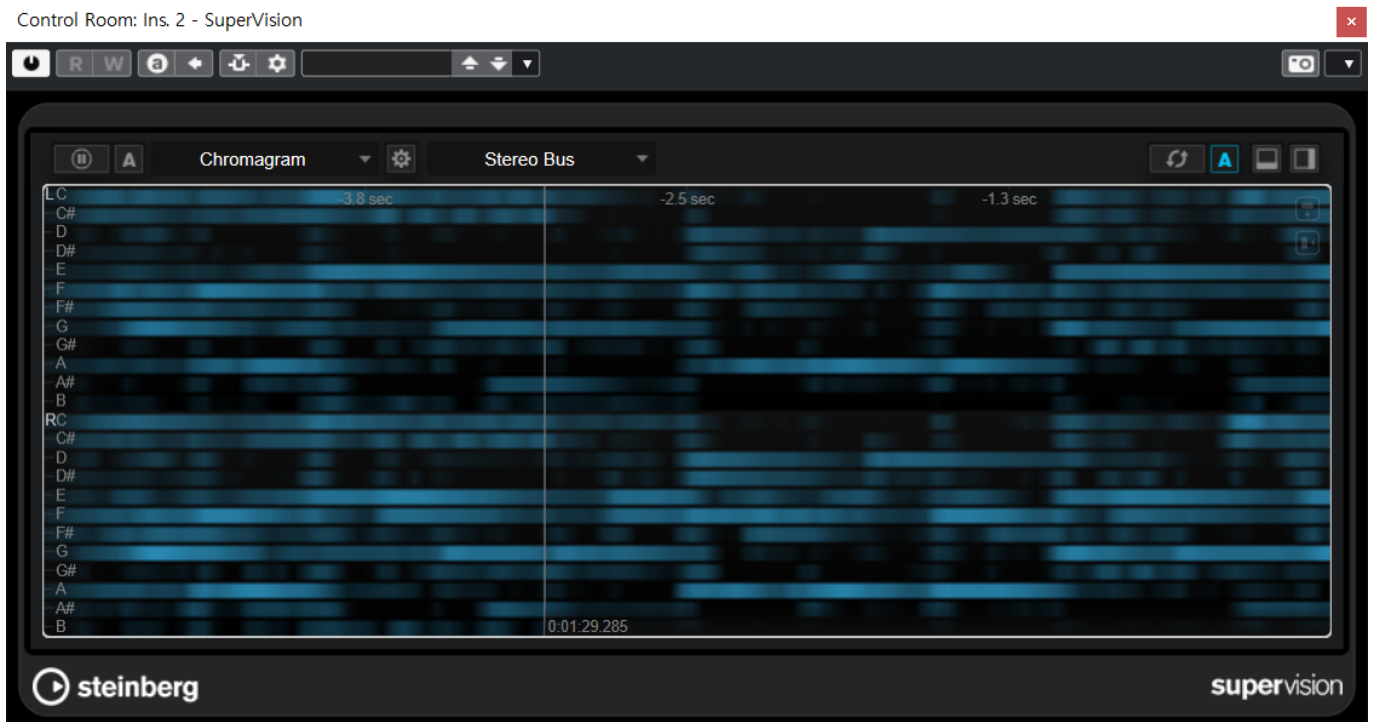 Control Room: Ins. 2 - SuperVision
R W a
A Chromagram Stereo Bus A
-3.8 sec -2.5 sec -1.3 sec
LC
C#
D
D#
E
F
F#
G
G#
A
A#
B
RC
C#
D
D#
E
F
F#
G
G#
A
A#
B
0:01:29.285
steinberg
supervision